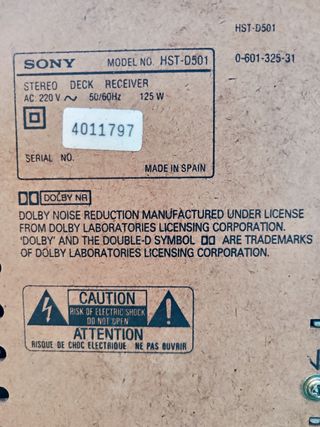 HST-D501
SONY MODEL NO. HST-D501 0-601-325-31
STEREO DECK RECEIVER
AC 220 V ~ 50/60Hz 125 W
4011797
SERIAL NO.
MADE IN SPAIN
DOLBY NR
DOLBY NOISE REDUCTION MANUFACTURED UNDER LICENSE
FROM DOLBY LABORATORIES LICENSING CORPORATION.
'DOLBY' AND THE DOUBLE-D SYMBOL ARE TRADEMARKS
OF DOLBY LABORATORIES LICENSING CORPORATION.
CAUTION
RISK OF ELECTRIC SHOCK
DO NOT OPEN
ATTENTION
RISQUE DE CHOC ELECTRIQUE NE PAS OUVRIR